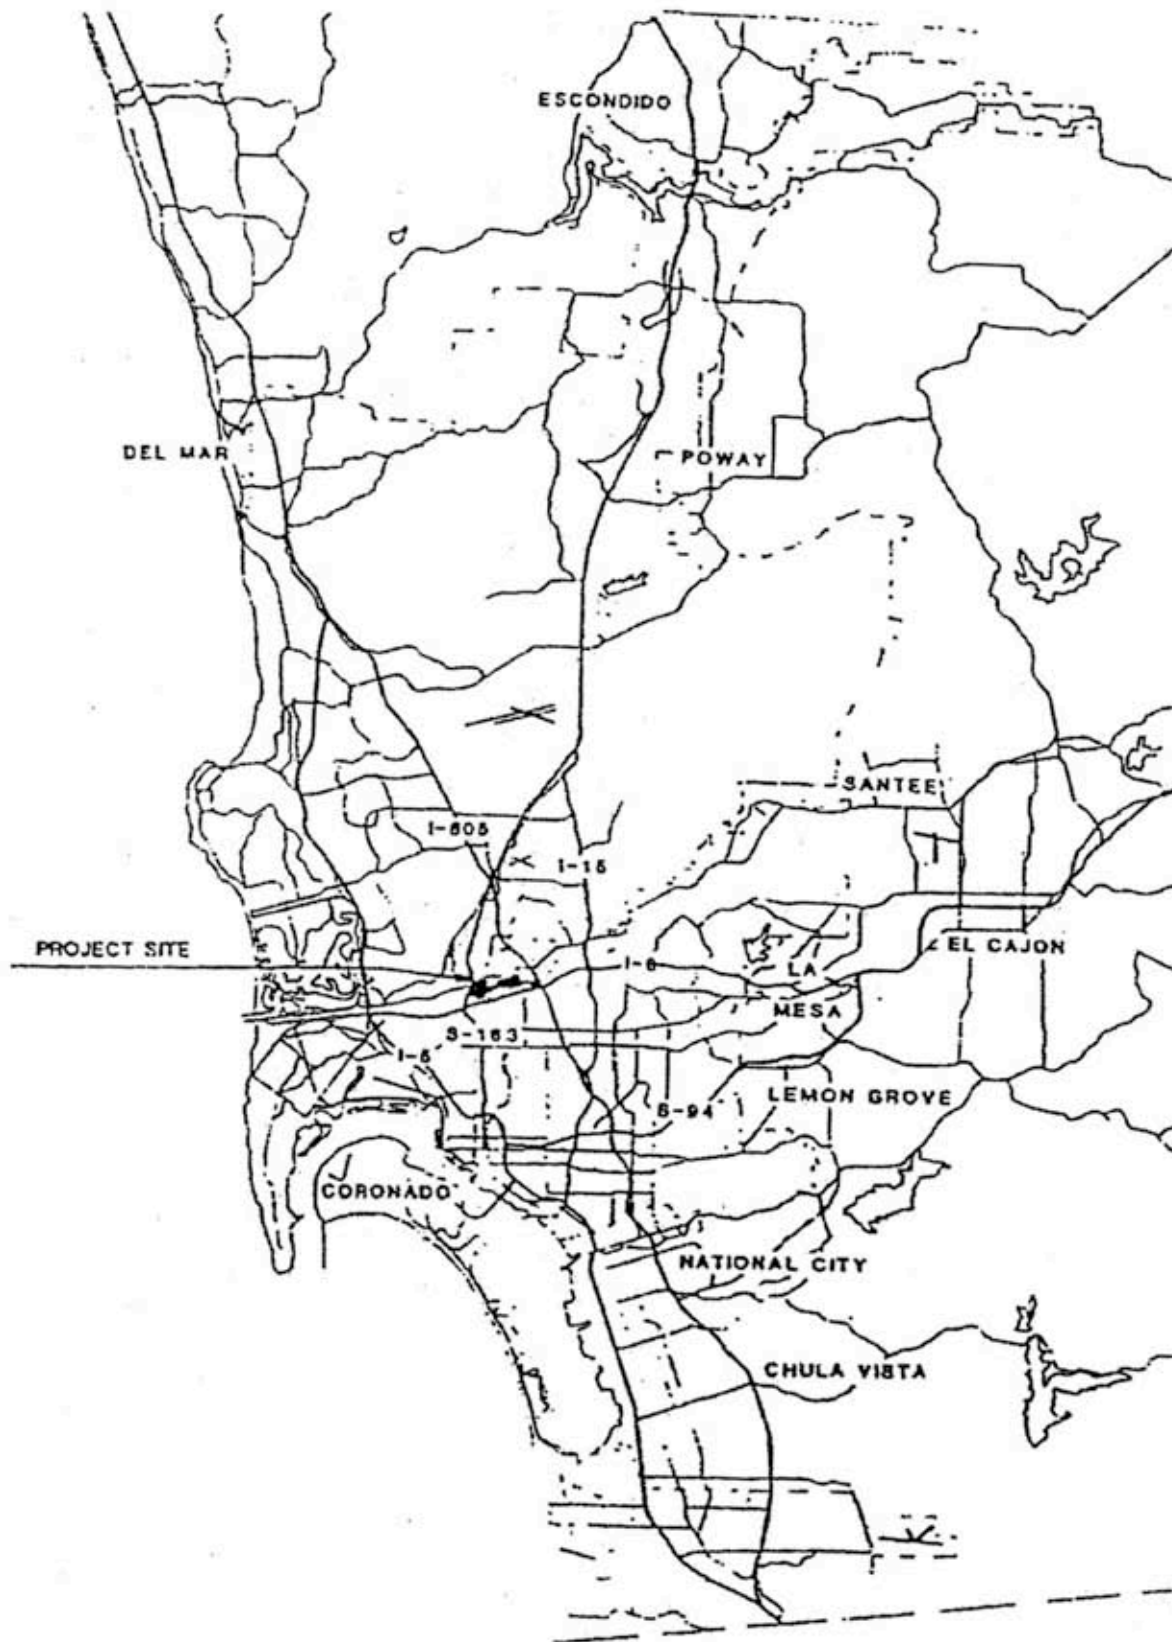 ESCONDIDO
DEL MAR
POWAY
SANTEE
I-805
I-15
PROJECT SITE
EL CAJON
I-8
LA
MESA
S-163
I-5
LEMON GROVE
S-94
CORONADO
NATIONAL CITY
CHULA VISTA